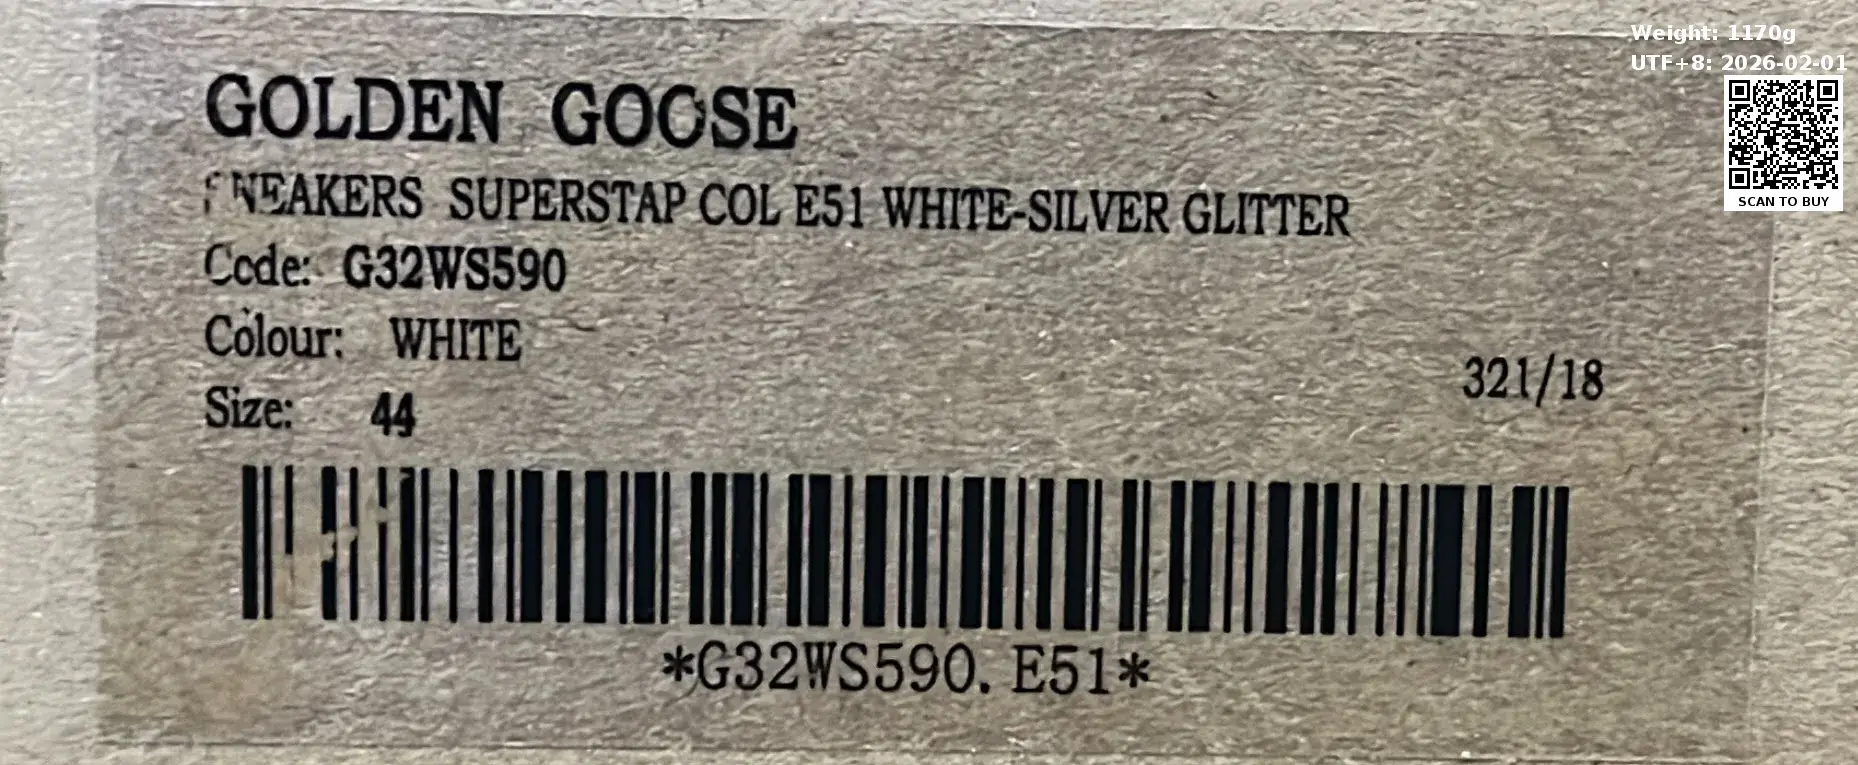 Weight: 1170g
UTF+8: 2026-02-01
SCAN TO BUY
GOLDEN GOOSE
SNEAKERS SUPERSTAP COL E51 WHITE-SILVER GLITTER
Code: G32WS590
Colour: WHITE
321/18
Size: 44
*G32WS590.E51*